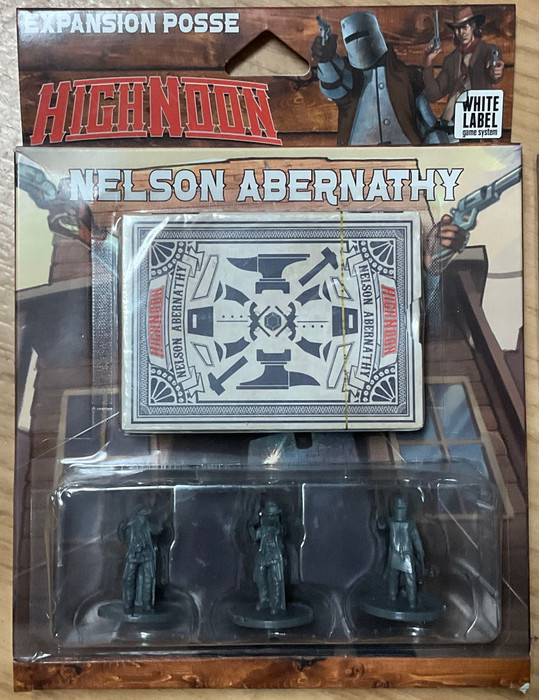 EXPANSION POSSE
HIGH NOON
WHITE
LABEL
game system
NELSON ABERNATHY
HIGH NOON
NELSON ABERNATHY
NELSON ABERNATHY
HIGH NOON